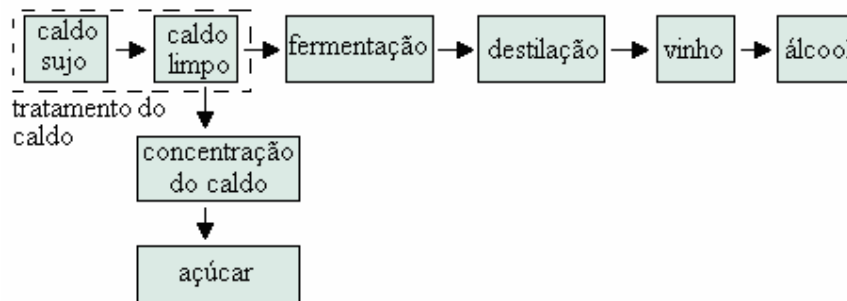 caldo
sujo
caldo
limpo
fermentação
destilação
vinho
álcool
tratamento do
caldo
concentração
do caldo
açúcar